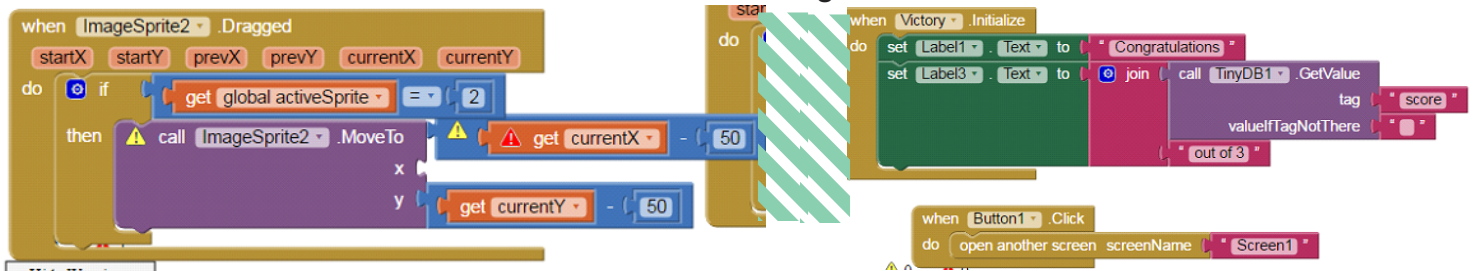 when ImageSprite2 .Dragged
startX startY prevX prevY currentX currentY
do if get global activeSprite = 2
then call ImageSprite2 .MoveTo get currentX - 50
x
y get currentY - 50
do
when Victory .Initialize
do set Label1 . Text to " Congratulations "
set Label3 . Text to join call TinyDB1 .GetValue
tag " score "
valueIfTagNotThere " "
" out of 3 "
when Button1 .Click
do open another screen screenName " Screen1 "